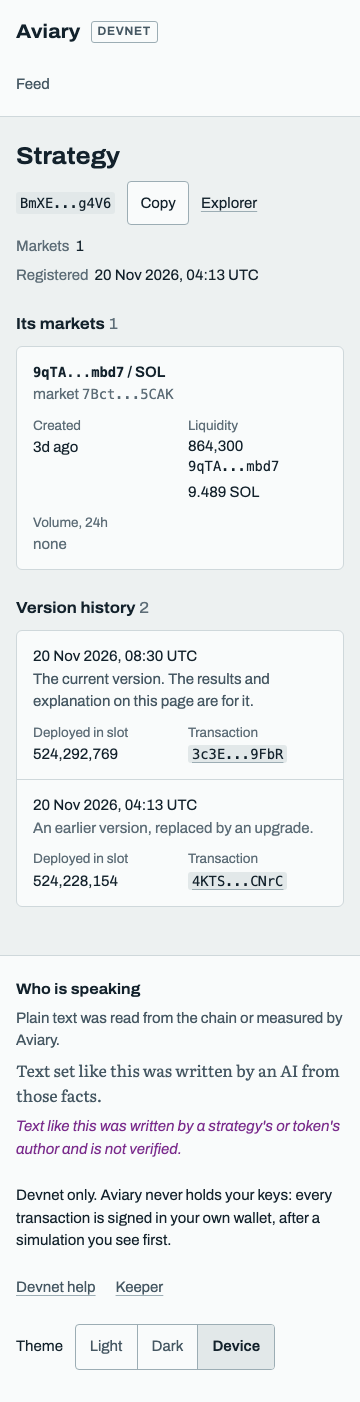 Aviary DEVNET
Feed
Strategy
BmXE...g4V6 Copy Explorer
Markets 1
Registered 20 Nov 2026, 04:13 UTC
Its markets 1
9qTA...mbd7 / SOL
market 7Bct...5CAK
Created Liquidity
3d ago 864,300
9qTA...mbd7
9.489 SOL
Volume, 24h
none
Version history 2
20 Nov 2026, 08:30 UTC
The current version. The results and
explanation on this page are for it.
Deployed in slot Transaction
524,292,769 3c3E...9FbR
20 Nov 2026, 04:13 UTC
An earlier version, replaced by an upgrade.
Deployed in slot Transaction
524,228,154 4KTS...CNrC
Who is speaking
Plain text was read from the chain or measured by
Aviary.
Text set like this was written by an AI from
those facts.
Text like this was written by a strategy's or token's
author and is not verified.
Devnet only. Aviary never holds your keys: every
transaction is signed in your own wallet, after a
simulation you see first.
Devnet help Keeper
Theme Light Dark Device